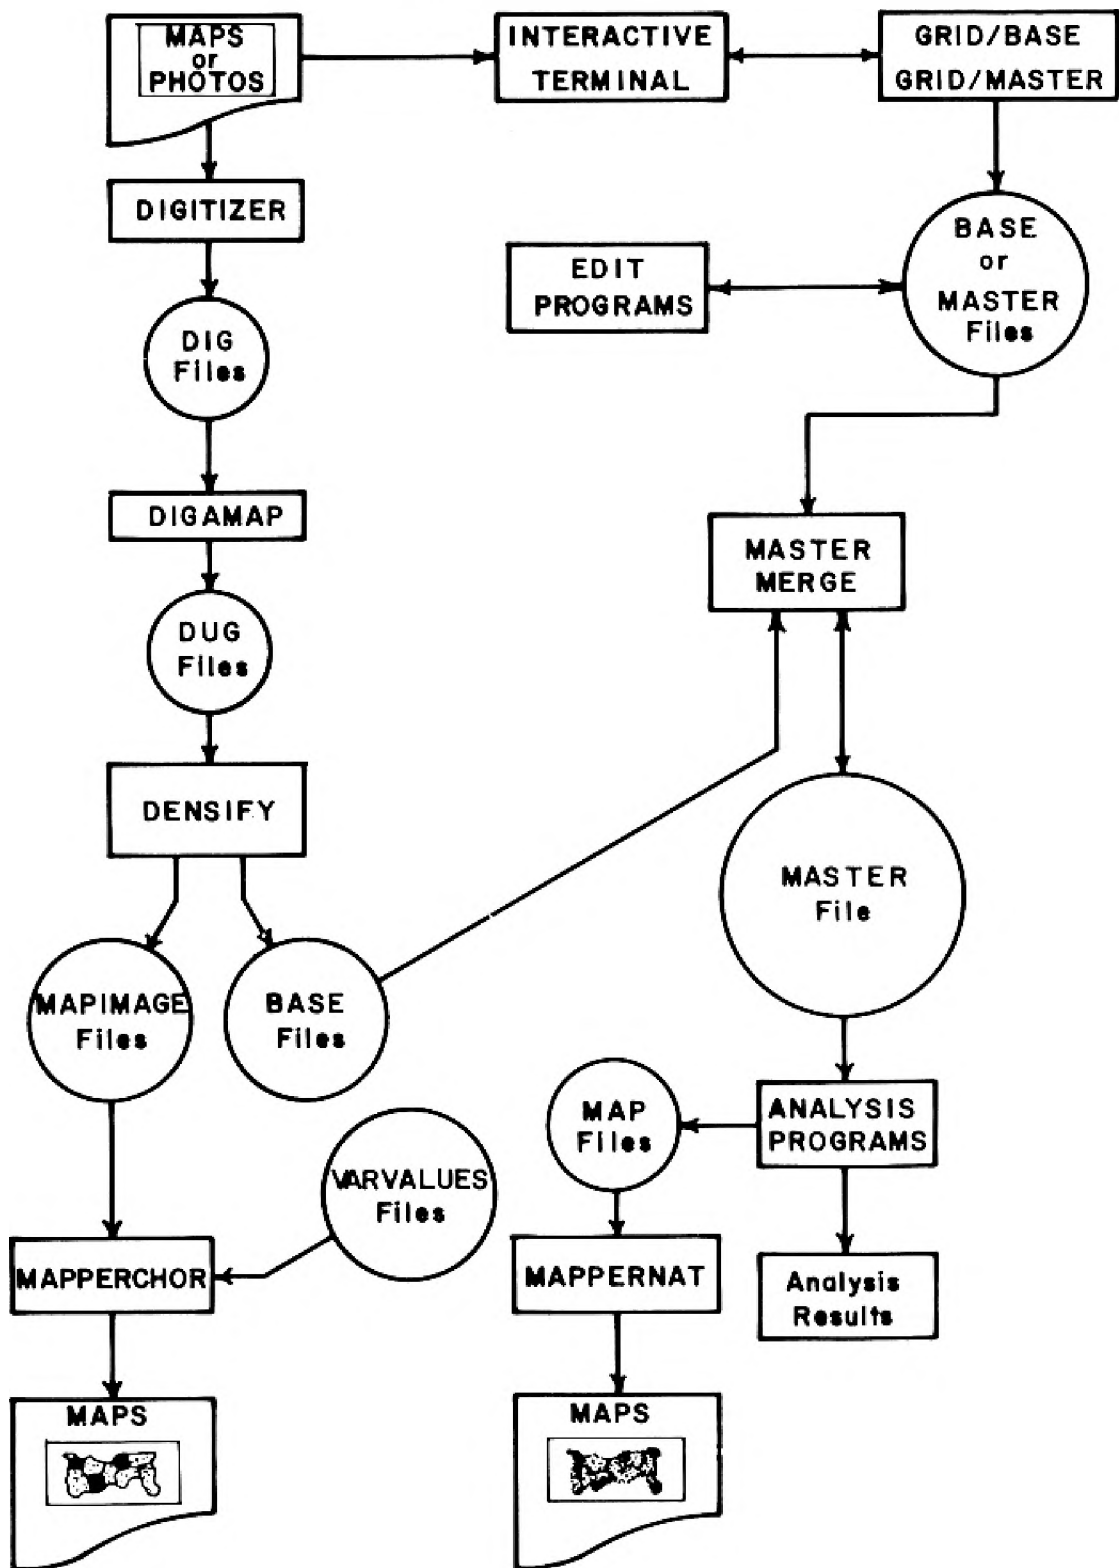 MAPS
or
PHOTOS
INTERACTIVE
TERMINAL
GRID/BASE
GRID/MASTER
DIGITIZER
EDIT
PROGRAMS
BASE
or
MASTER
Files
DIG
Files
DIGAMAP
MASTER
MERGE
DUG
Files
DENSIFY
MASTER
File
MAPIMAGE
Files
BASE
Files
MAP
Files
ANALYSIS
PROGRAMS
VARVALUES
Files
MAPPERCHOR
MAPPERNAT
Analysis
Results
MAPS
MAPS